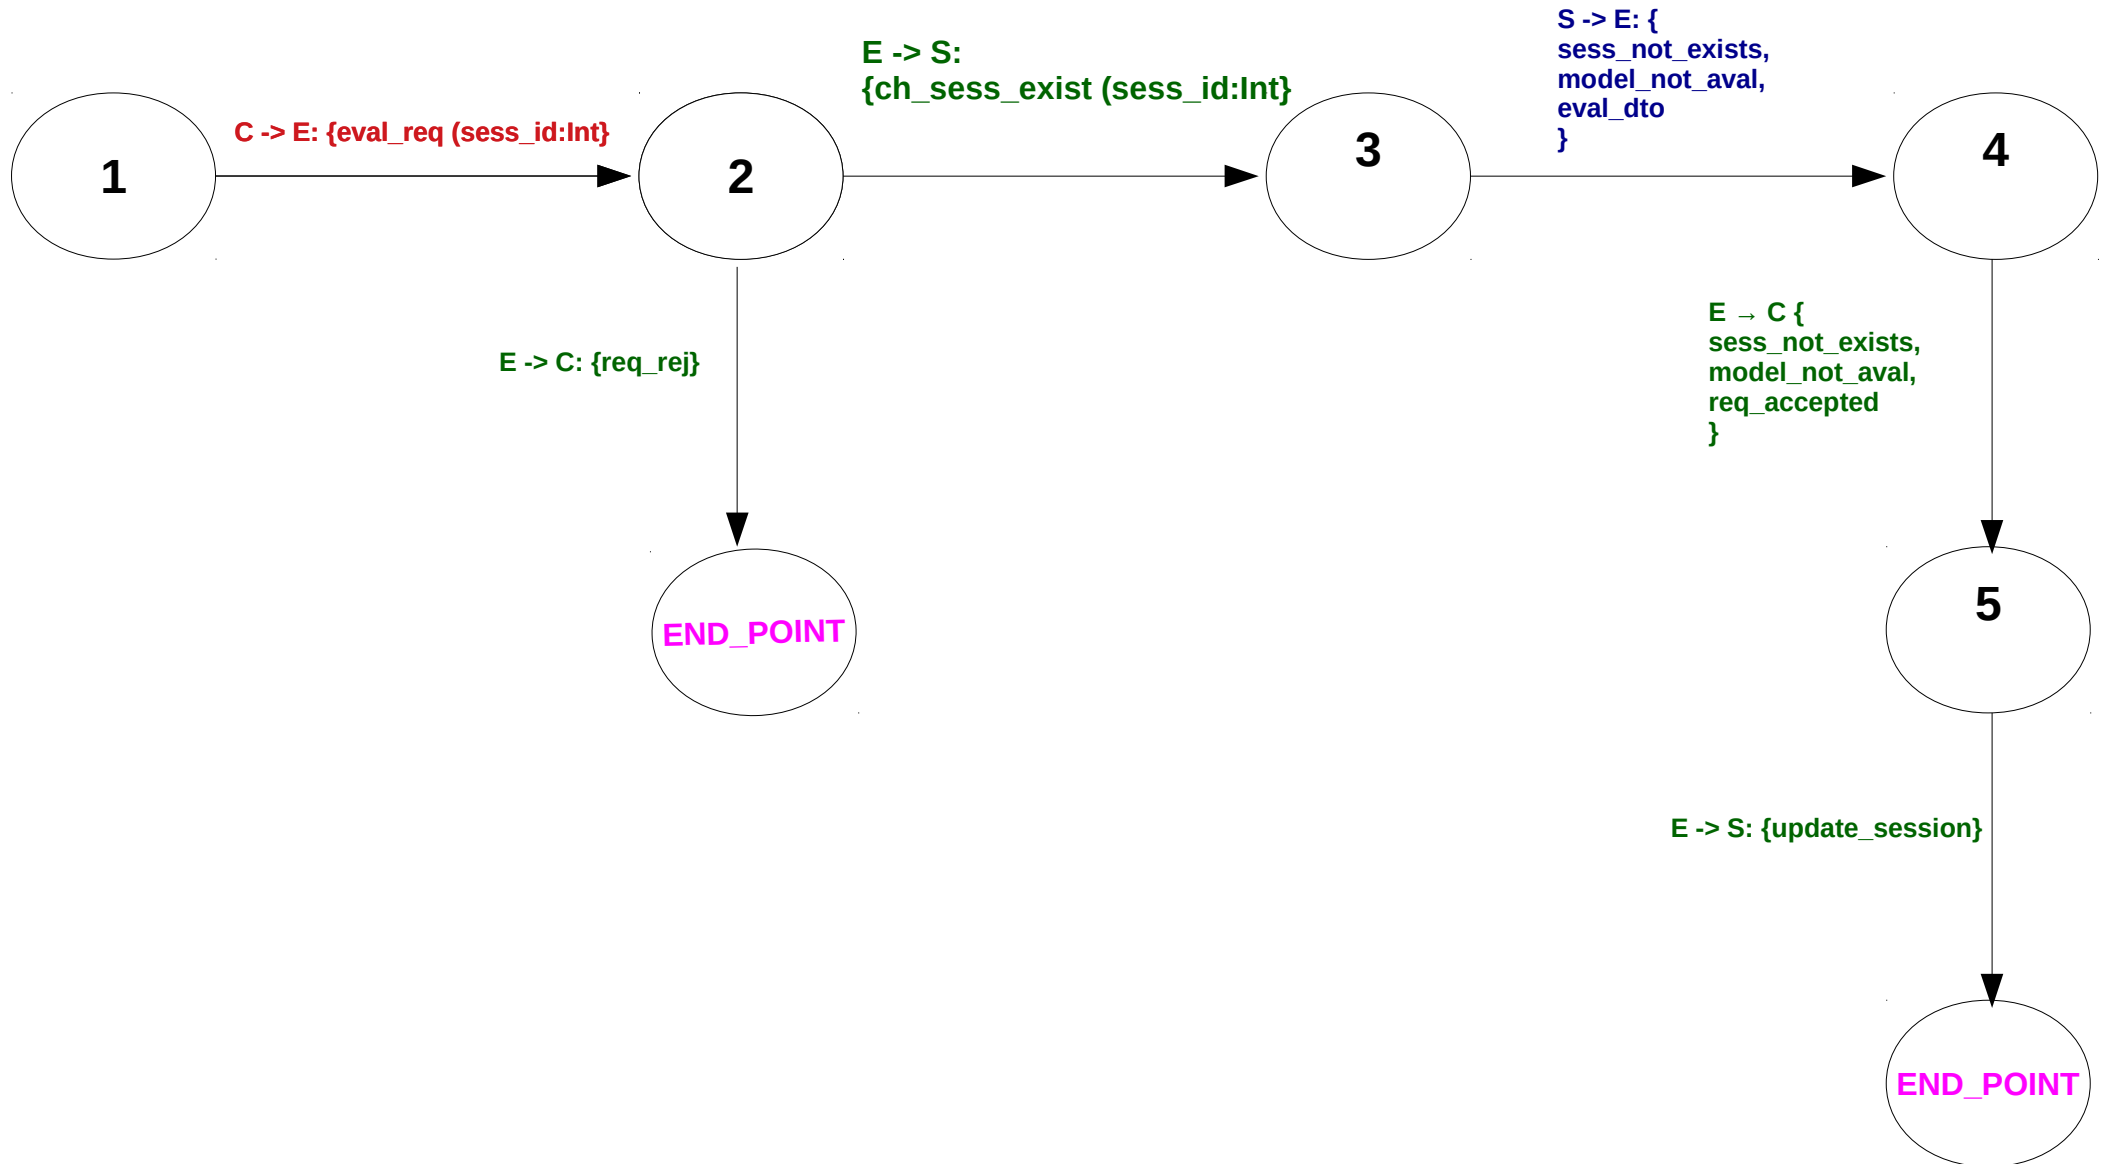 S -> E: {
sess_not_exists,
model_not_aval,
eval_dto
}
E -> S:
{ch_sess_exist (sess_id:Int}
C -> E: {eval_req (sess_id:Int}
1
2
3
4
E → C {
sess_not_exists,
model_not_aval,
req_accepted
}
E -> C: {req_rej}
END_POINT
5
E -> S: {update_session}
END_POINT